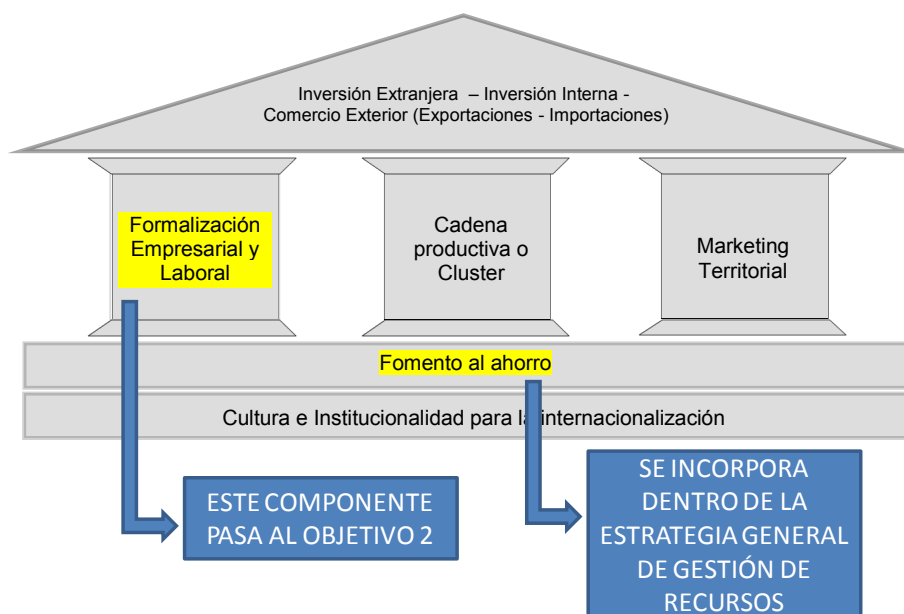 Inversión Extranjera – Inversión Interna -
Comercio Exterior (Exportaciones - Importaciones)
Formalización
Empresarial y
Laboral
Cadena
productiva o
Cluster
Marketing
Territorial
Fomento al ahorro
Cultura e Institucionalidad para la internacionalización
ESTE COMPONENTE
PASA AL OBJETIVO 2
SE INCORPORA
DENTRO DE LA
ESTRATEGIA GENERAL
DE GESTIÓN DE
RECURSOS